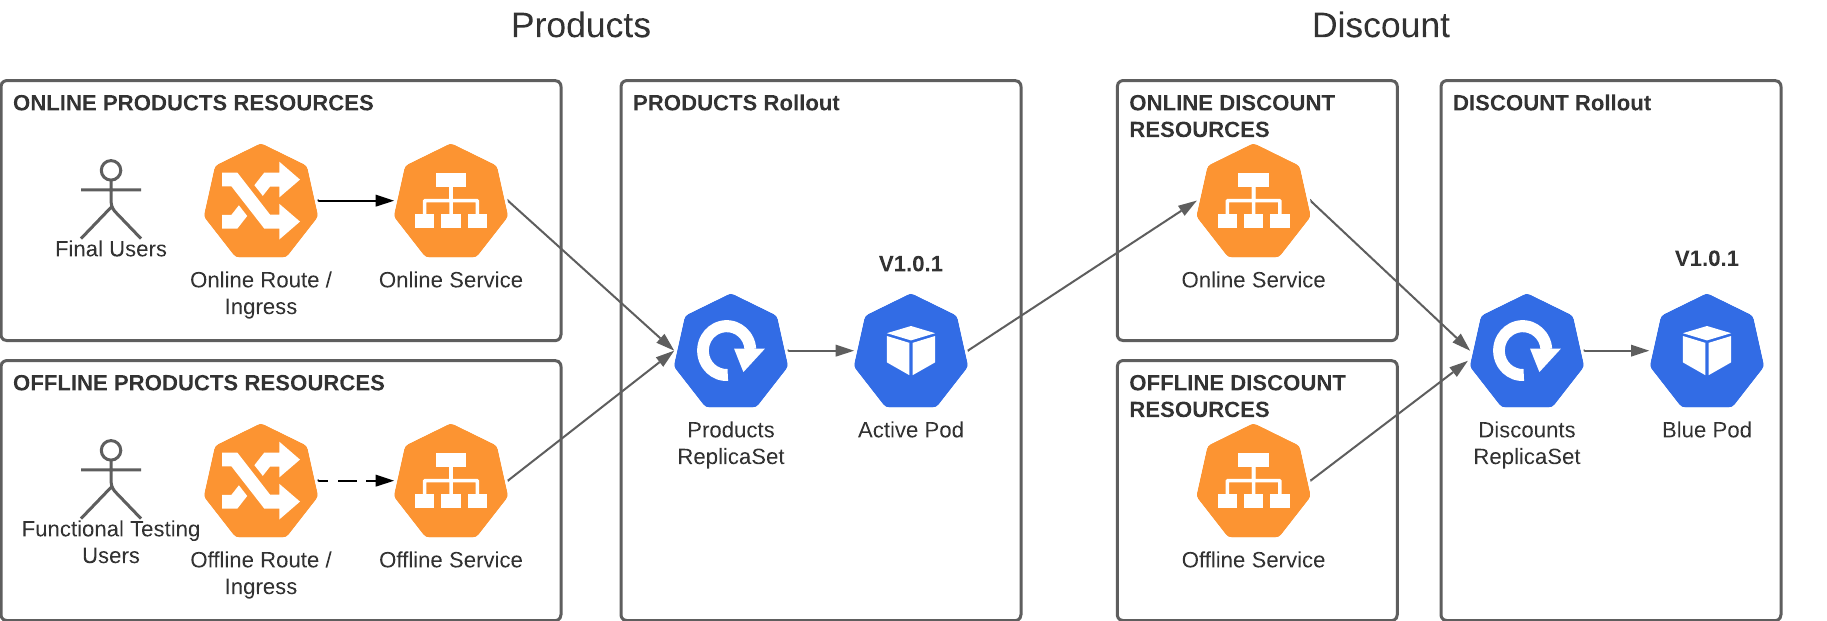 Products
Discount
ONLINE PRODUCTS RESOURCES
Final Users
Online Route /
Ingress
Online Service
OFFLINE PRODUCTS RESOURCES
Functional Testing
Users
Offline Route /
Ingress
Offline Service
PRODUCTS Rollout
V1.0.1
Products
ReplicaSet
Active Pod
ONLINE DISCOUNT
RESOURCES
Online Service
OFFLINE DISCOUNT
RESOURCES
Offline Service
DISCOUNT Rollout
V1.0.1
Discounts
ReplicaSet
Blue Pod